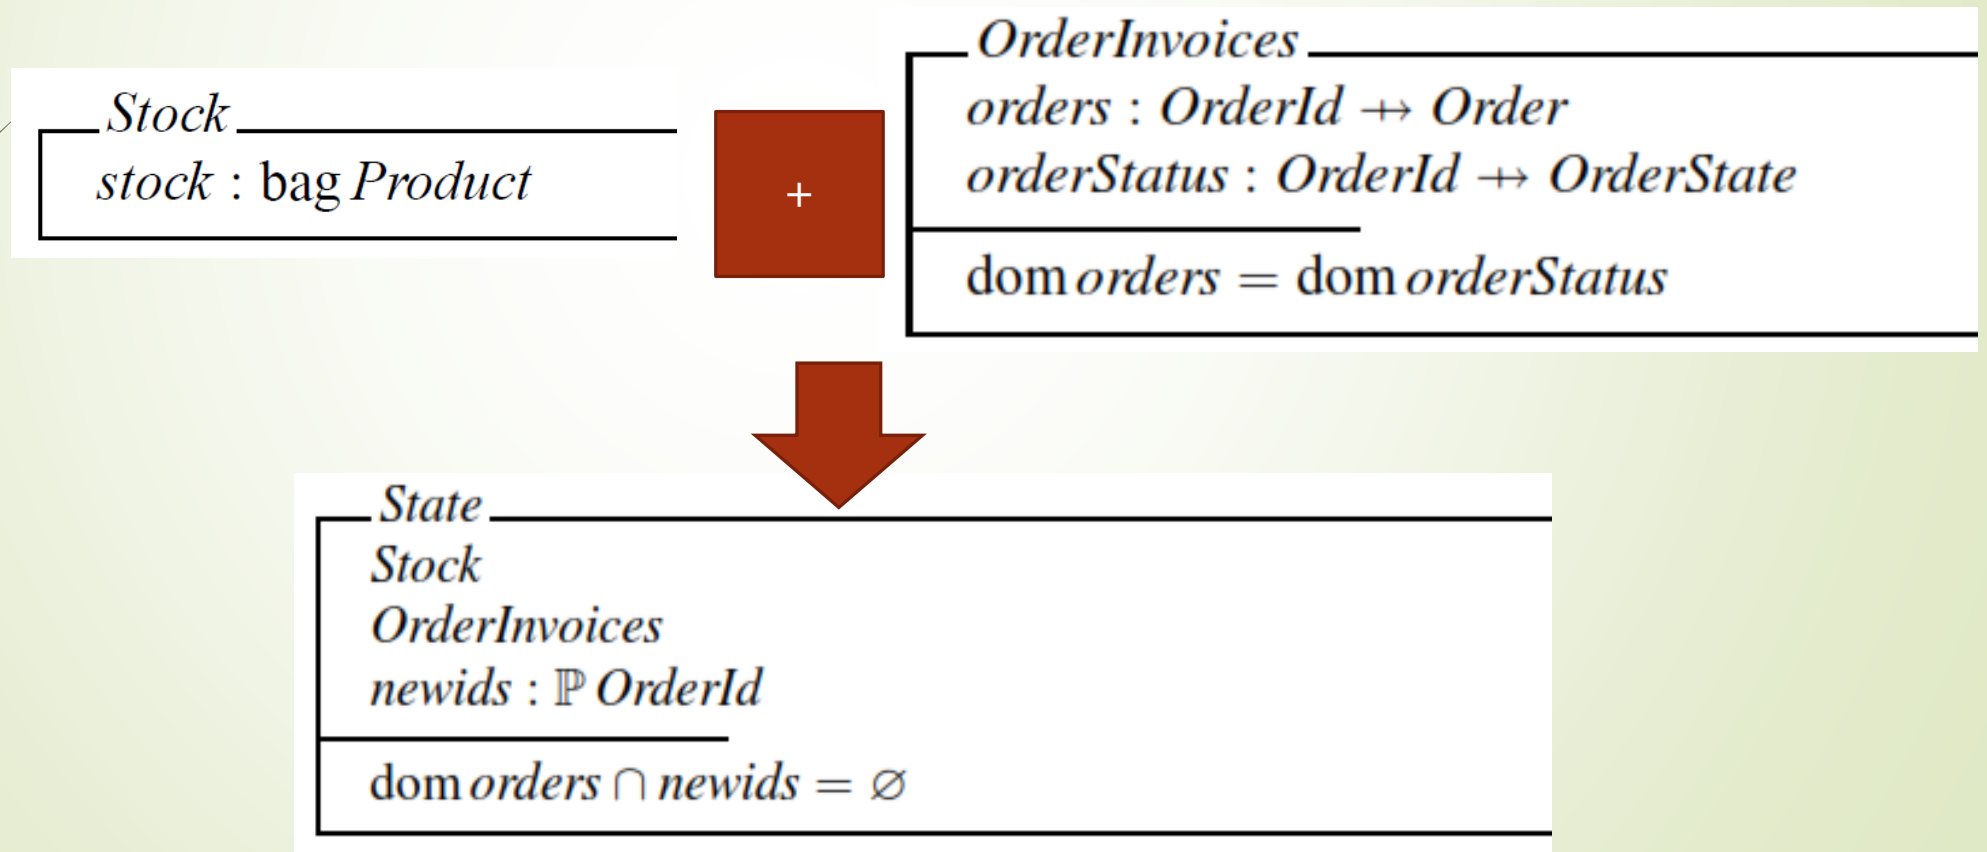 Stock
stock : bag Product
+
OrderInvoices
orders : OrderId ⇸ Order
orderStatus : OrderId ⇸ OrderState
dom orders = dom orderStatus
State
Stock
OrderInvoices
newids : ℙ OrderId
dom orders ∩ newids = ∅